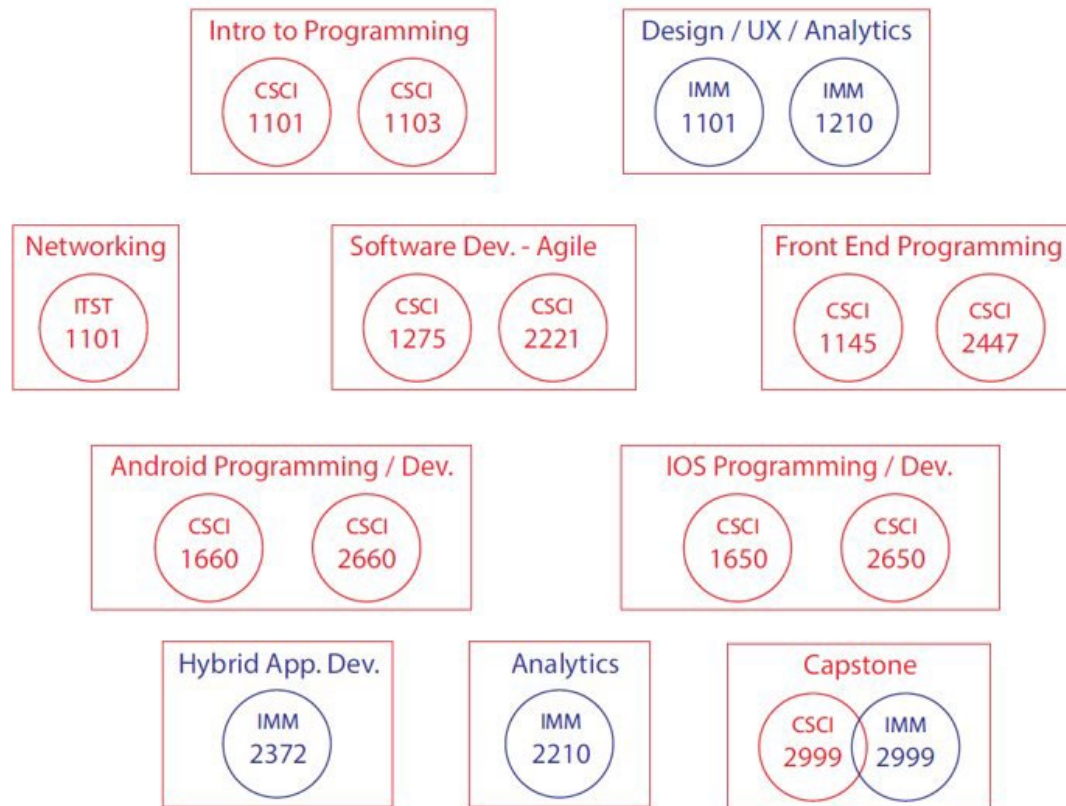 Intro to Programming
CSCI
1101
CSCI
1103
Design / UX / Analytics
IMM
1101
IMM
1210
Networking
ITST
1101
Software Dev. - Agile
CSCI
1275
CSCI
2221
Front End Programming
CSCI
1145
CSCI
2447
Android Programming / Dev.
CSCI
1660
CSCI
2660
IOS Programming / Dev.
CSCI
1650
CSCI
2650
Hybrid App. Dev.
IMM
2372
Analytics
IMM
2210
Capstone
CSCI
2999
IMM
2999